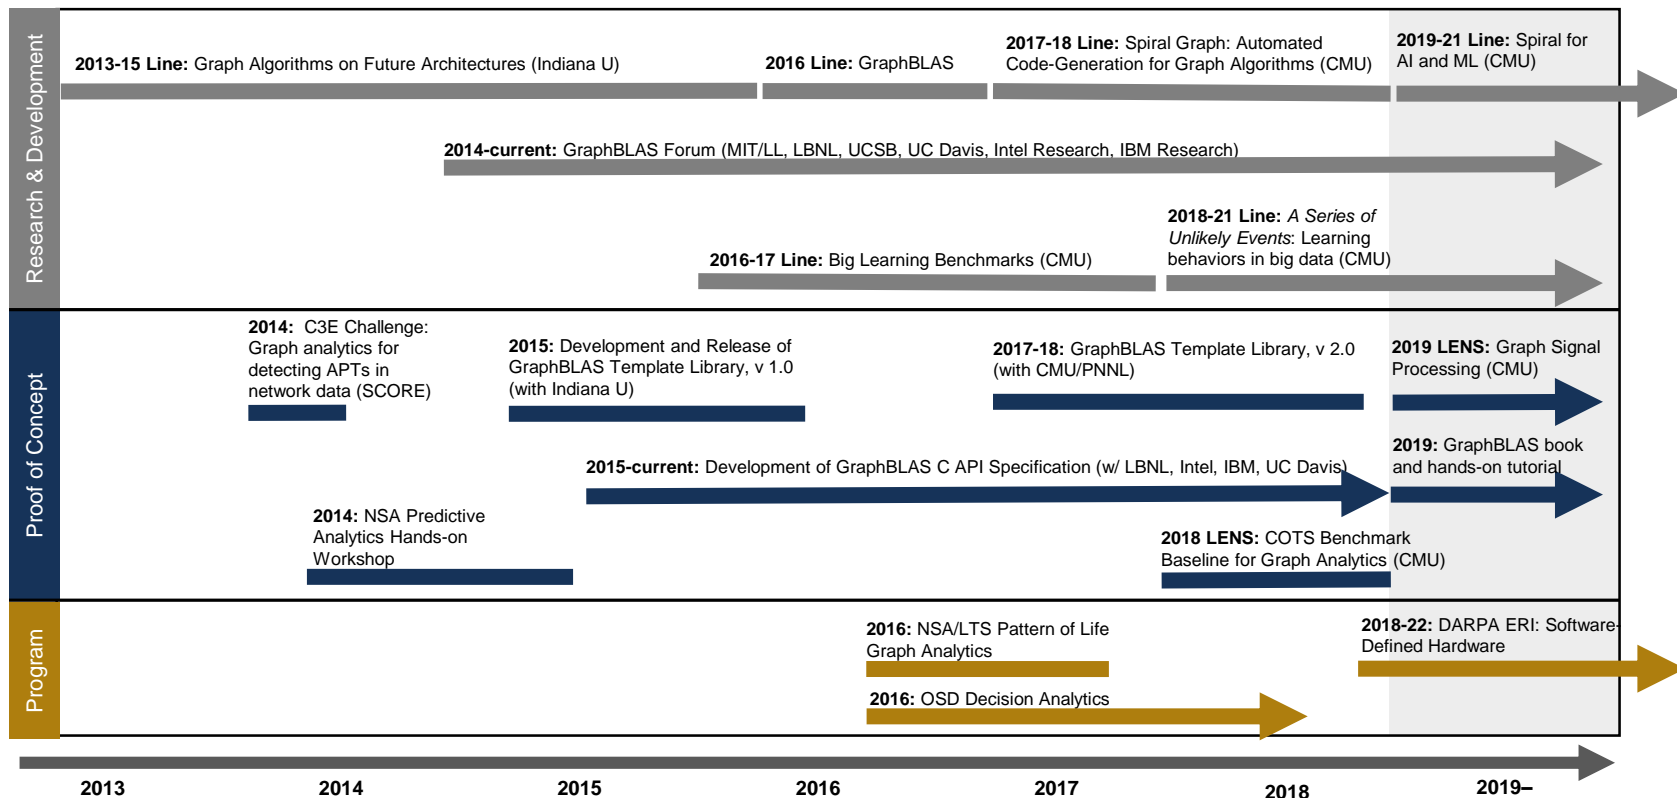 Research & Development
2013-15 Line: Graph Algorithms on Future Architectures (Indiana U)
2016 Line: GraphBLAS
2017-18 Line: Spiral Graph: Automated
Code-Generation for Graph Algorithms (CMU)
2019-21 Line: Spiral for
AI and ML (CMU)
2014-current: GraphBLAS Forum (MIT/LL, LBNL, UCSB, UC Davis, Intel Research, IBM Research)
2016-17 Line: Big Learning Benchmarks (CMU)
2018-21 Line: A Series of
Unlikely Events: Learning
behaviors in big data (CMU)
Proof of Concept
2014: C3E Challenge:
Graph analytics for
detecting APTs in
network data (SCORE)
2015: Development and Release of
GraphBLAS Template Library, v 1.0
(with Indiana U)
2017-18: GraphBLAS Template Library, v 2.0
(with CMU/PNNL)
2019 LENS: Graph Signal
Processing (CMU)
2015-current: Development of GraphBLAS C API Specification (w/ LBNL, Intel, IBM, UC Davis)
2019: GraphBLAS book
and hands-on tutorial
2014: NSA Predictive
Analytics Hands-on
Workshop
2018 LENS: COTS Benchmark
Baseline for Graph Analytics (CMU)
Program
2016: NSA/LTS Pattern of Life
Graph Analytics
2018-22: DARPA ERI: Software-
Defined Hardware
2016: OSD Decision Analytics
2013
2014
2015
2016
2017
2018
2019–